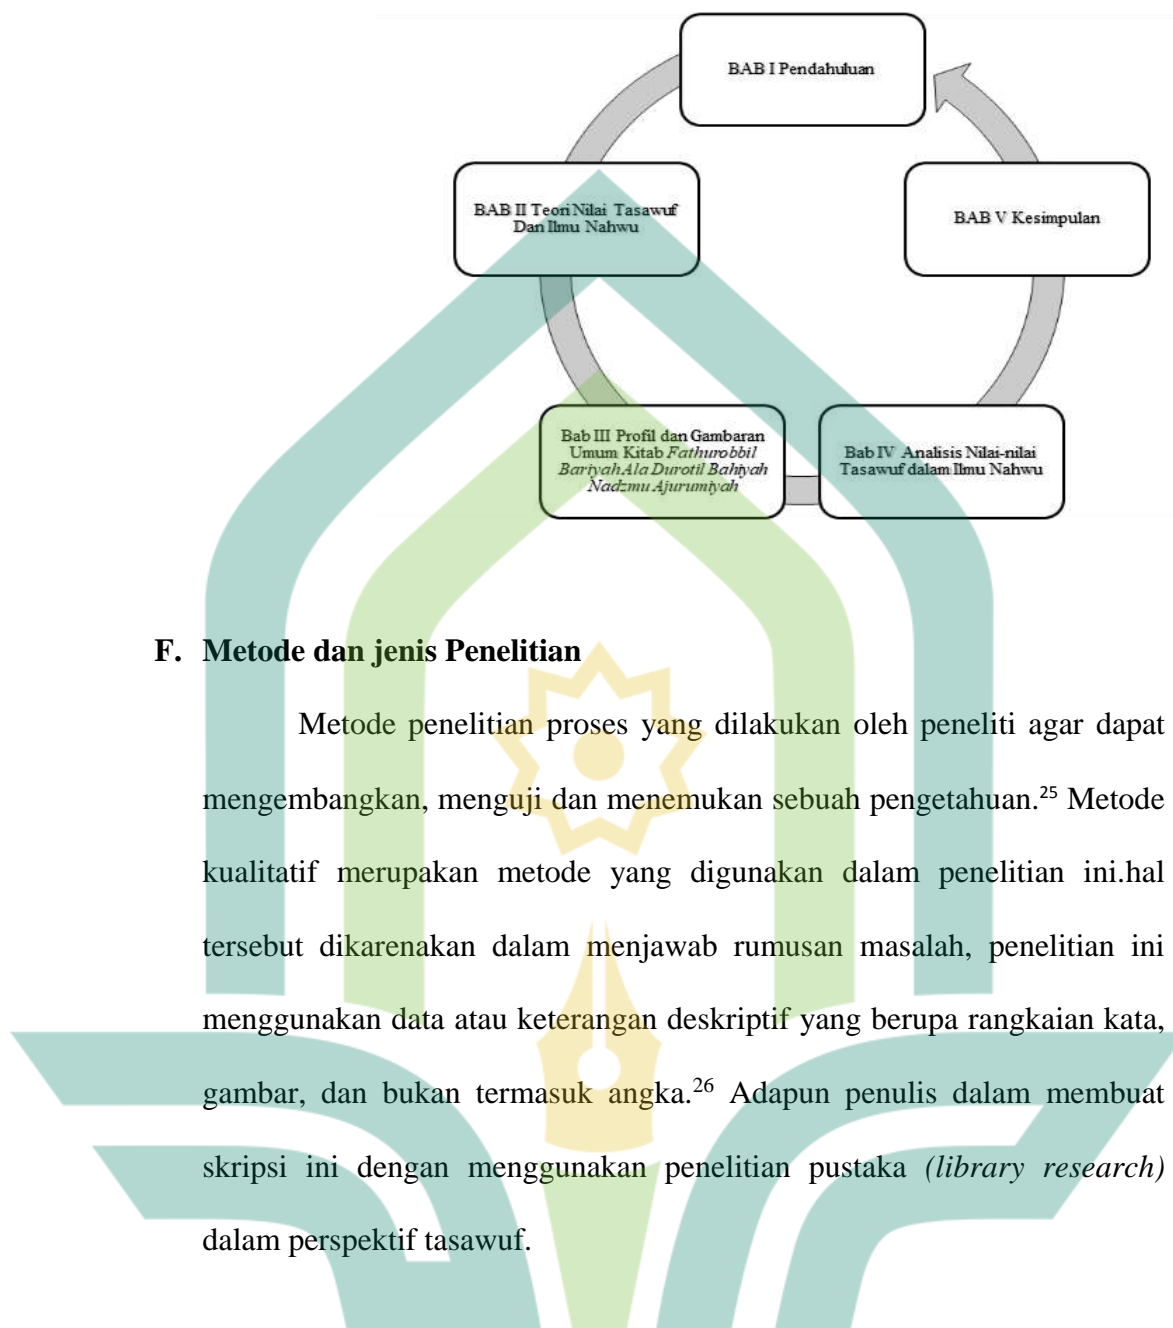 BAB I Pendahuluan
BAB II Teori Nilai Tasawuf
Dan Ilmu Nahwu
BAB V Kesimpulan
Bab III Profil dan Gambaran
Umum Kitab Fathurobbil
Bariyah Ala Durotil Bahiyah
Nadzmu Ajurumiyah
Bab IV Analisis Nilai-nilai
Tasawuf dalam Ilmu Nahwu
F. Metode dan jenis Penelitian
Metode penelitian proses yang dilakukan oleh peneliti agar dapat
mengembangkan, menguji dan menemukan sebuah pengetahuan.25 Metode
kualitatif merupakan metode yang digunakan dalam penelitian ini.hal
tersebut dikarenakan dalam menjawab rumusan masalah, penelitian ini
menggunakan data atau keterangan deskriptif yang berupa rangkaian kata,
gambar, dan bukan termasuk angka.26 Adapun penulis dalam membuat
skripsi ini dengan menggunakan penelitian pustaka (library research)
dalam perspektif tasawuf.